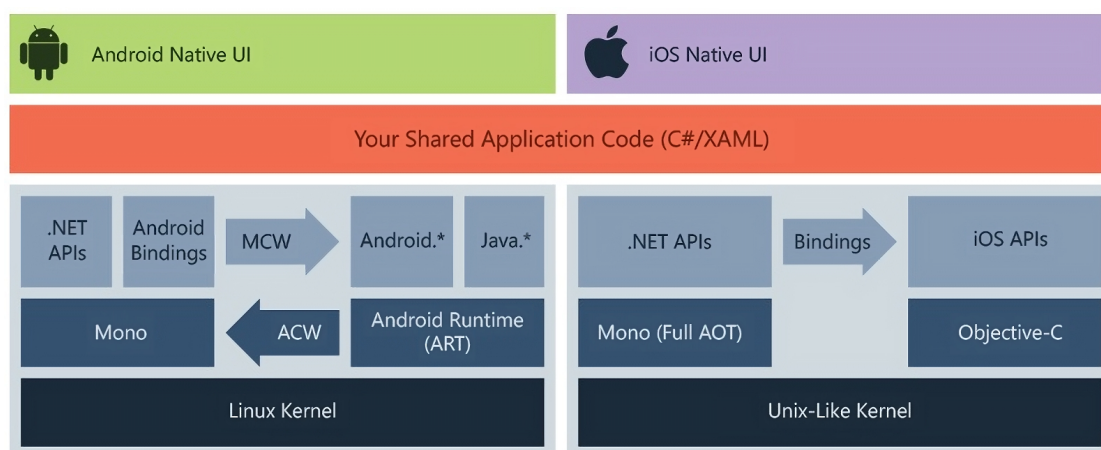 Android Native UI
iOS Native UI
Your Shared Application Code (C#/XAML)
.NET
APIs
Android
Bindings
MCW
Android.*
Java.*
.NET APIs
Bindings
iOS APIs
Mono
ACW
Android Runtime
(ART)
Mono (Full AOT)
Objective-C
Linux Kernel
Unix-Like Kernel